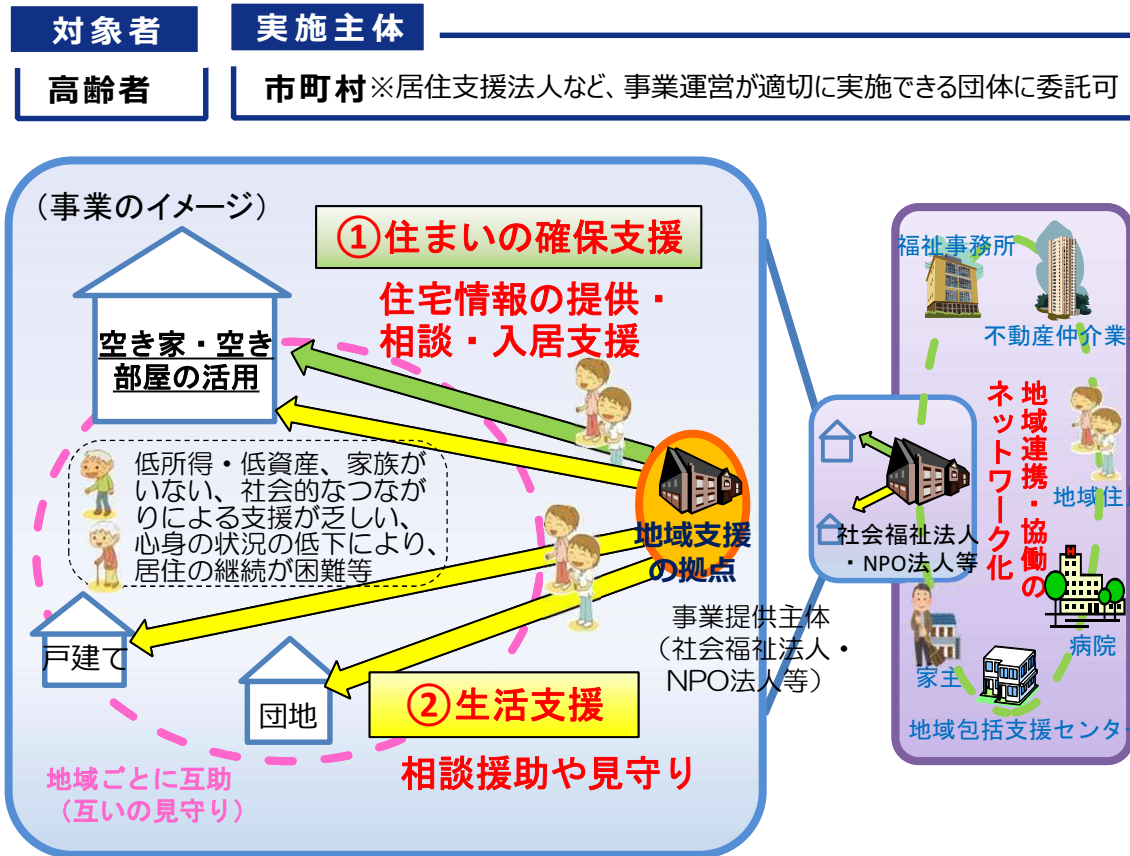 対象者
実施主体
高齢者
市町村※居住支援法人など、事業運営が適切に実施できる団体に委託可
（事業のイメージ）
①住まいの確保支援
住宅情報の提供・
相談・入居支援
空き家・空き
部屋の活用
低所得・低資産、家族が
いない、社会的なつなが
りによる支援が乏しい、
心身の状況の低下により、
居住の継続が困難等
地域支援
の拠点
事業提供主体
（社会福祉法人・
NPO法人等）
戸建て
団地
②生活支援
相談援助や見守り
地域ごとに互助
（互いの見守り）
福祉事務所
不動産仲介業
地域連携・協働の
ネットワーク化
地域住
社会福祉法人
・NPO法人等
H
病院
家主
地域包括支援センタ